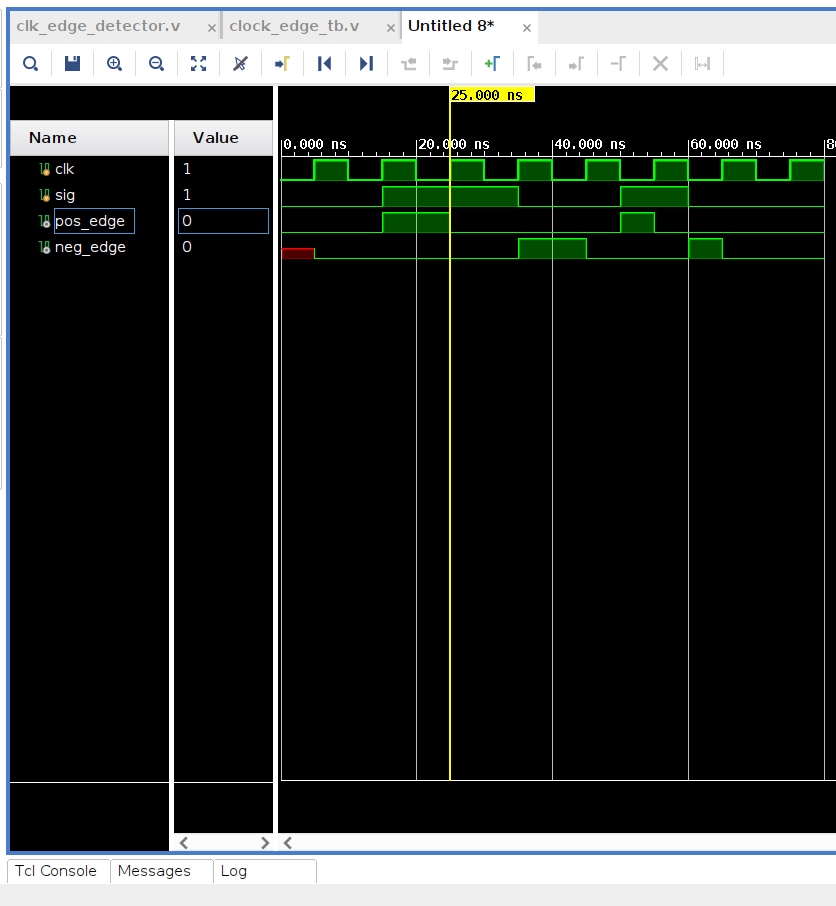 clk_edge_detector.v × clock_edge_tb.v × Untitled 8* ×
25.000 ns
Name Value
0.000 ns 20.000 ns 40.000 ns 60.000 ns 80
clk 1
sig 1
pos_edge 0
neg_edge 0
Tcl Console Messages Log